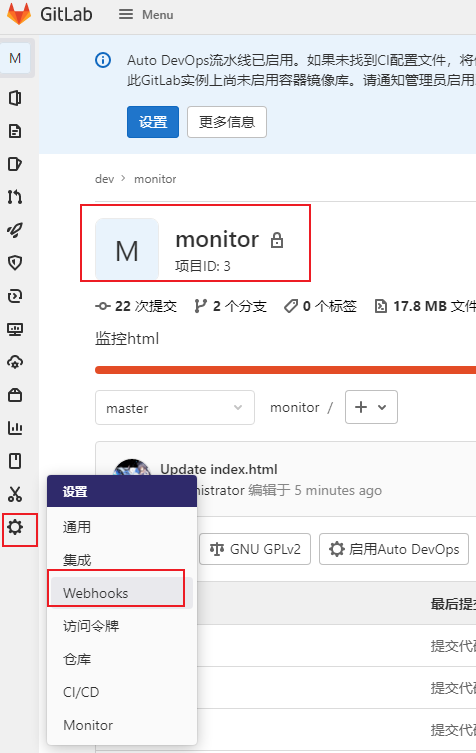 GitLab Menu
M
Auto DevOps流水线已启用。如果未找到CI配置文件，将
此GitLab实例上尚未启用容器镜像库。请通知管理员启用
设置 更多信息
dev > monitor
M
monitor
项目ID: 3
22 次提交 2 个分支 0 个标签 17.8 MB 文
监控html
master monitor / +
Update index.html
nistrator 编辑于 5 minutes ago
设置
通用
GNU GPLv2 启用Auto DevOps
集成
Webhooks
最后提
访问令牌
提交代
仓库
CI/CD
提交代
Monitor
提交代